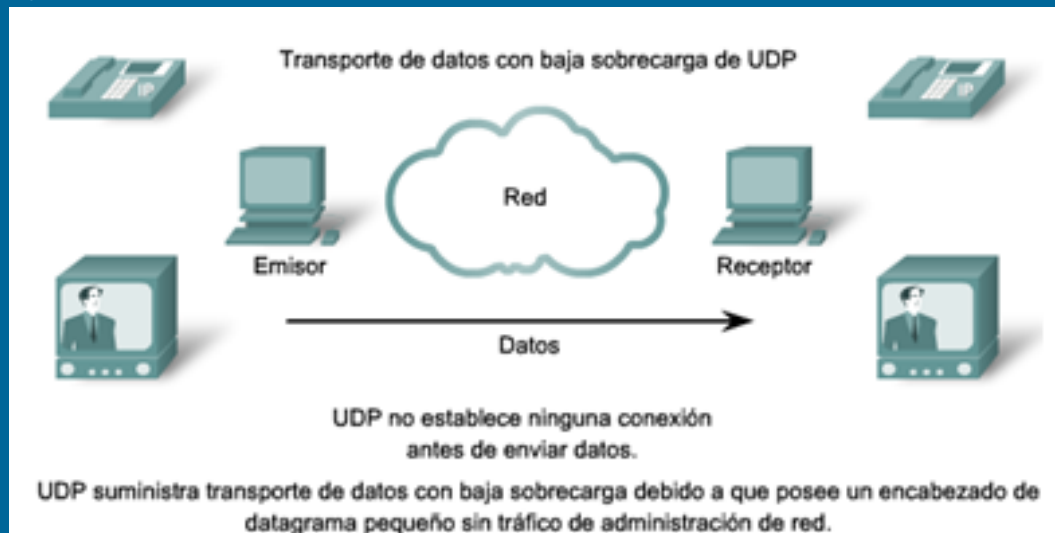 Transporte de datos con baja sobrecarga de UDP
IP
IP
Red
Emisor
Receptor
Datos
UDP no establece ninguna conexión
antes de enviar datos.
UDP suministra transporte de datos con baja sobrecarga debido a que posee un encabezado de
datagrama pequeño sin tráfico de administración de red.